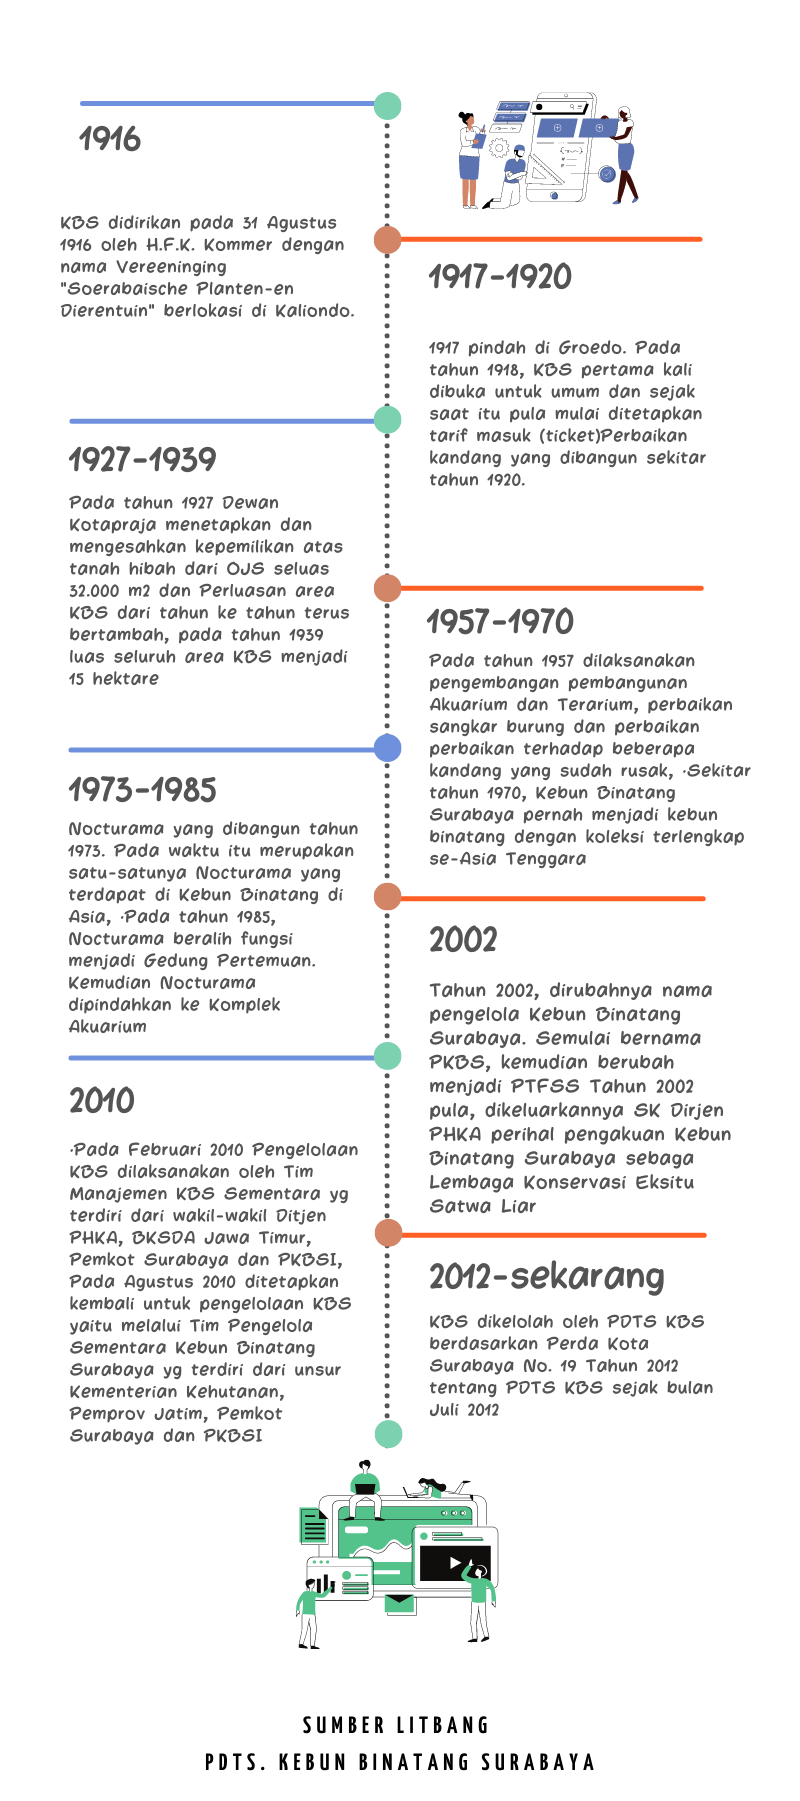 1916
KBS didirikan pada 31 Agustus
1916 oleh H.F.K. Kommer dengan
nama Vereeninging
"Soerabaische Planten-en
Dierentuin" berlokasi di Kaliondo.
1917-1920
1917 pindah di Groedo. Pada
tahun 1918, KBS pertama kali
dibuka untuk umum dan sejak
saat itu pula mulai ditetapkan
tarif masuk (ticket)Perbaikan
kandang yang dibangun sekitar
tahun 1920.
1927-1939
Pada tahun 1927 Dewan
Kotapraja menetapkan dan
mengesahkan kepemilikan atas
tanah hibah dari OJS seluas
32.000 m2 dan Perluasan area
KBS dari tahun ke tahun terus
bertambah, pada tahun 1939
luas seluruh area KBS menjadi
15 hektare
1957-1970
Pada tahun 1957 dilaksanakan
pengembangan pembangunan
Akuarium dan Terarium, perbaikan
sangkar burung dan perbaikan
perbaikan terhadap beberapa
kandang yang sudah rusak, ·Sekitar
tahun 1970, Kebun Binatang
Surabaya pernah menjadi kebun
binatang dengan koleksi terlengkap
se-Asia Tenggara
1973-1985
Nocturama yang dibangun tahun
1973. Pada waktu itu merupakan
satu-satunya Nocturama yang
terdapat di Kebun Binatang di
Asia, ·Pada tahun 1985,
Nocturama beralih fungsi
menjadi Gedung Pertemuan.
Kemudian Nocturama
dipindahkan ke Komplek
Akuarium
2002
Tahun 2002, dirubahnya nama
pengelola Kebun Binatang
Surabaya. Semulai bernama
PKBS, kemudian berubah
menjadi PTFSS Tahun 2002
pula, dikeluarkannya SK Dirjen
PHKA perihal pengakuan Kebun
Binatang Surabaya sebaga
Lembaga Konservasi Eksitu
Satwa Liar
2010
·Pada Februari 2010 Pengelolaan
KBS dilaksanakan oleh Tim
Manajemen KBS Sementara yg
terdiri dari wakil-wakil Ditjen
PHKA, BKSDA Jawa Timur,
Pemkot Surabaya dan PKBSI,
Pada Agustus 2010 ditetapkan
kembali untuk pengelolaan KBS
yaitu melalui Tim Pengelola
Sementara Kebun Binatang
Surabaya yg terdiri dari unsur
Kementerian Kehutanan,
Pemprov Jatim, Pemkot
Surabaya dan PKBSI
2012-sekarang
KBS dikelolah oleh PDTS KBS
berdasarkan Perda Kota
Surabaya No. 19 Tahun 2012
tentang PDTS KBS sejak bulan
Juli 2012
SUMBER LITBANG
PDTS. KEBUN BINATANG SURABAYA